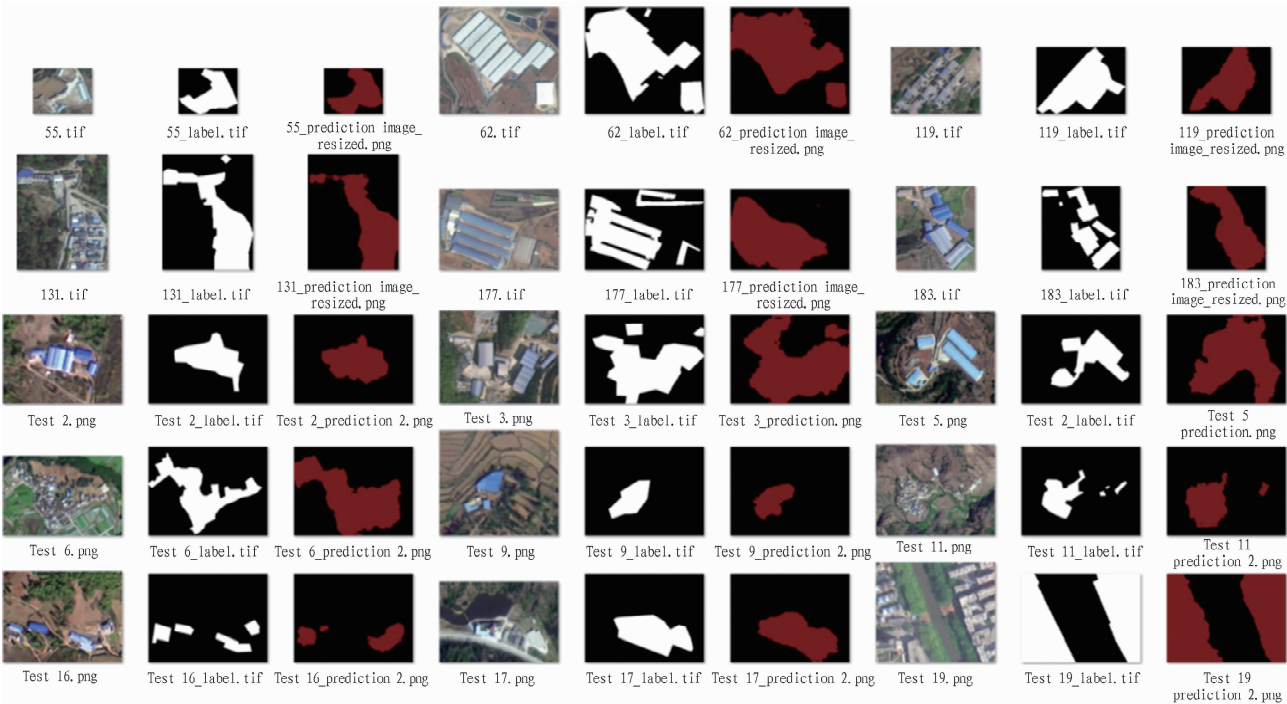 55.tif
55_label.tif
55_prediction image_
resized.png
62.tif
62_label.tif
62_prediction image_
resized.png
119.tif
119_label.tif
119_prediction
image_resized.png
131.tif
131_label.tif
131_prediction image_
resized.png
177.tif
177_label.tif
177_prediction image_
resized.png
183.tif
183_label.tif
183_prediction
image_resized.png
Test 2.png
Test 2_label.tif
Test 2_prediction 2.png
Test 3.png
Test 3_label.tif
Test 3_prediction.png
Test 5.png
Test 2_label.tif
Test 5
prediction.png
Test 6.png
Test 6_label.tif
Test 6_prediction 2.png
Test 9.png
Test 9_label.tif
Test 9_prediction 2.png
Test 11.png
Test 11_label.tif
Test 11
prediction 2.png
Test 16.png
Test 16_label.tif
Test 16_prediction 2.png
Test 17.png
Test 17_label.tif
Test 17_prediction 2.png
Test 19.png
Test 19_label.tif
Test 19
prediction 2.png